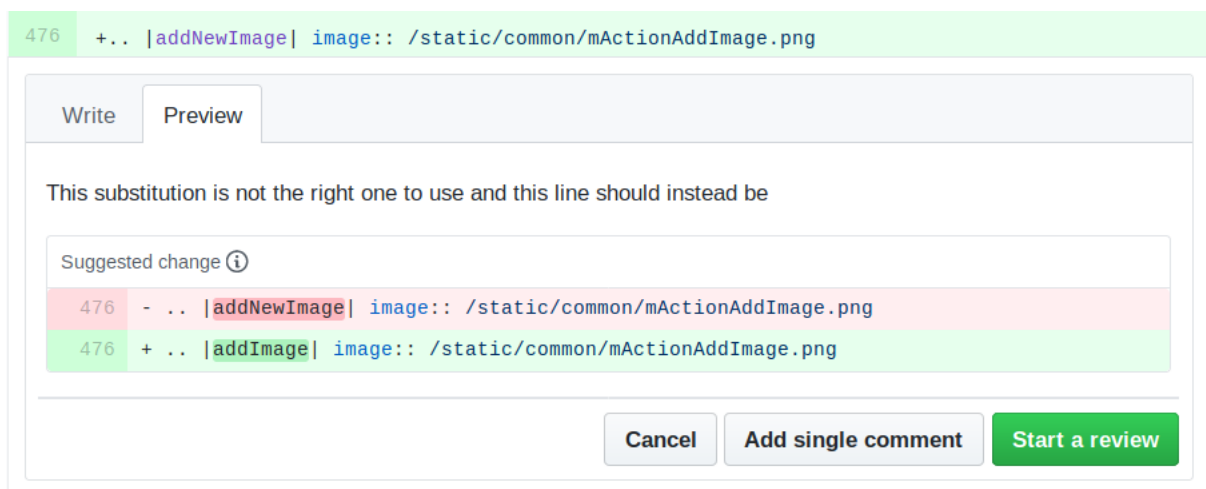 476 +.. |addNewImage| image:: /static/common/mActionAddImage.png
Write Preview
This substitution is not the right one to use and this line should instead be
Suggested change
476 - .. |addNewImage| image:: /static/common/mActionAddImage.png
476 + .. |addImage| image:: /static/common/mActionAddImage.png
Cancel Add single comment Start a review